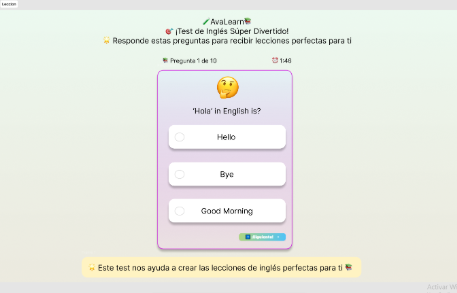 Lección
AvaLearn
¡Test de Inglés Súper Divertido!
Responde estas preguntas para recibir lecciones perfectas para ti
Pregunta 1 de 10
1:46
'Hola' in English is?
Hello
Bye
Good Morning
¡Siguiente!
Este test nos ayuda a crear las lecciones de inglés perfectas para ti